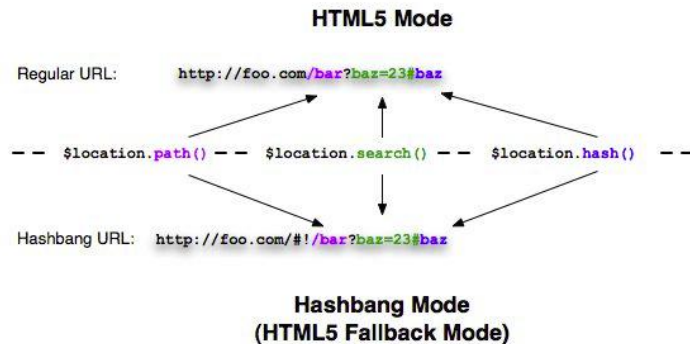 HTML5 Mode
Regular URL: http://foo.com/bar?baz=23#baz
$location.path() $location.search() $location.hash()
Hashbang URL: http://foo.com/#!/bar?baz=23#baz
Hashbang Mode
(HTML5 Fallback Mode)